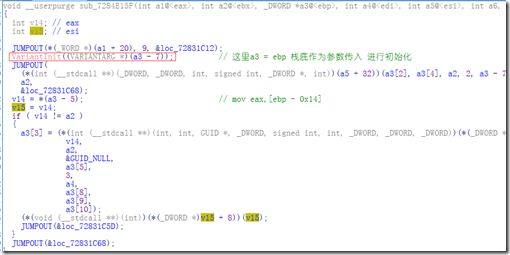 void __userpurge sub_7284E15F(int a1@<eax>, int a2@<ebx>, _DWORD *a3@<ebp>, int a4@<edi>, int a5@<esi>, int a6,
{
int v14; // eax
int v15; // esi
JUMPOUT(*(_WORD *)(a1 + 20), 9, &loc_72831C12);
VariantInit((VARIANTARG *)(a3 - 7)); // 这里a3 = ebp 栈底作为参数传入 进行初始化
JUMPOUT(
(*(int (__stdcall **)(_DWORD, _DWORD, int, signed int, _DWORD *, int))(a5 + 32))(a3[2], a3[4], a2, 2, a3 - 7
a2,
&loc_72831C68);
v14 = *(a3 - 5); // mov eax,[ebp - 0x14]
v15 = v14;
if ( v14 != a2 )
{
a3[3] = (*(int (__stdcall **)(int, int, GUID *, _DWORD, signed int, int, _DWORD, _DWORD, _DWORD))(*(_DWORD *
v14,
a2,
&GUID_NULL,
a3[5],
3,
a4,
a3[8],
a3[9],
a3[10]);
(*(void (__stdcall **)(int))(*(_DWORD *)v15 + 8))(v15);
JUMPOUT(&loc_72831C5D);
}
JUMPOUT(&loc_72831C68);
}